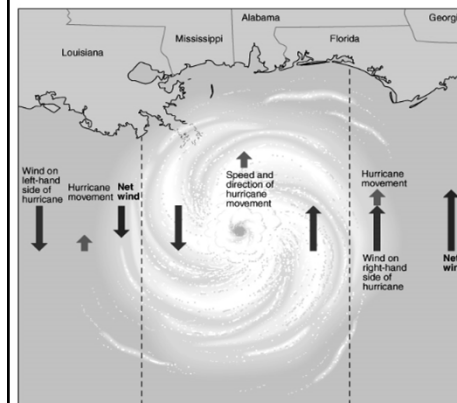 Alabama
Mississippi
Florida
Louisiana
Wind on
left-hand
side of
hurricane
Hurricane
movement
Net
wind
Speed and
direction of
hurricane
movement
Hurricane
movement
Wind on
right-hand
side of
hurricane
Net